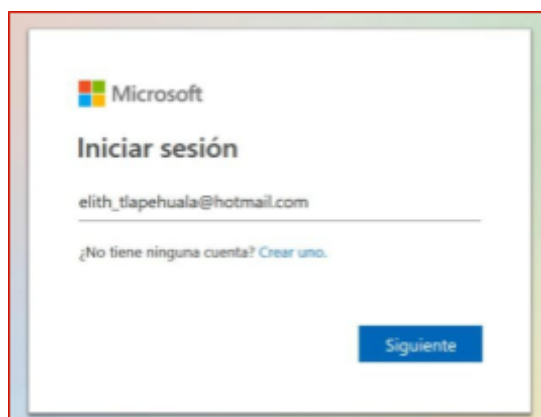 Microsoft
Iniciar sesión
elith_tlapehuala@hotmail.com
¿No tiene ninguna cuenta? Crear uno.
Siguiente